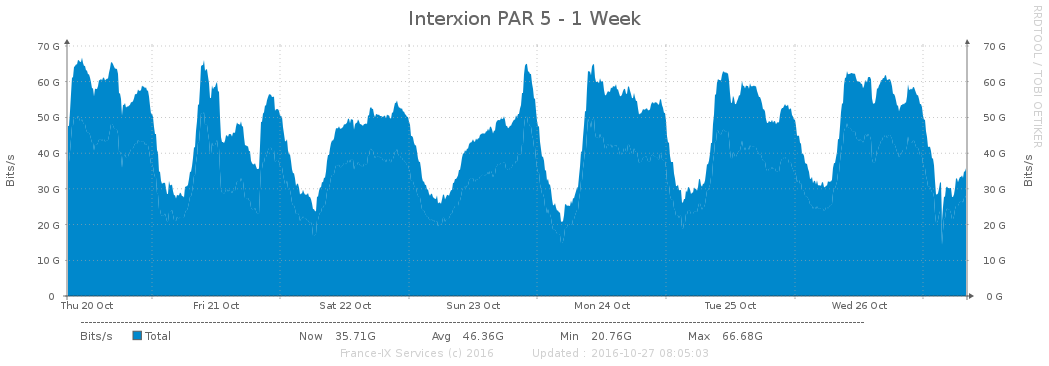 Interxion PAR 5 - 1 Week
RRDTOOL / TOBI OETIKER
70 G 70 G
60 G 60 G
50 G 50 G
40 G 40 G
30 G 30 G
20 G 20 G
10 G 10 G
0 0 G
Bits/s
Bits/s
Thu 20 Oct Fri 21 Oct Sat 22 Oct Sun 23 Oct Mon 24 Oct Tue 25 Oct Wed 26 Oct
Bits/s Total Now 35.71G Avg 46.36G Min 20.76G Max 66.68G
France-IX Services (c) 2016 Updated : 2016-10-27 08:05:03